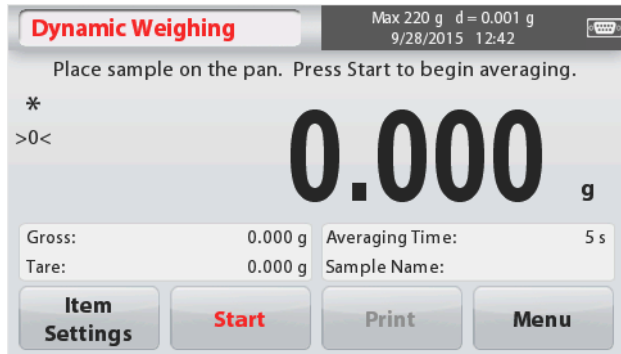 Dynamic Weighing
Max 220 g  d = 0.001 g
9/28/2015  12:42
Place sample on the pan.  Press Start to begin averaging.
*
>0<
0.000 g
Gross: 0.000 g
Tare: 0.000 g
Averaging Time: 5 s
Sample Name:
Item
Settings
Start
Print
Menu